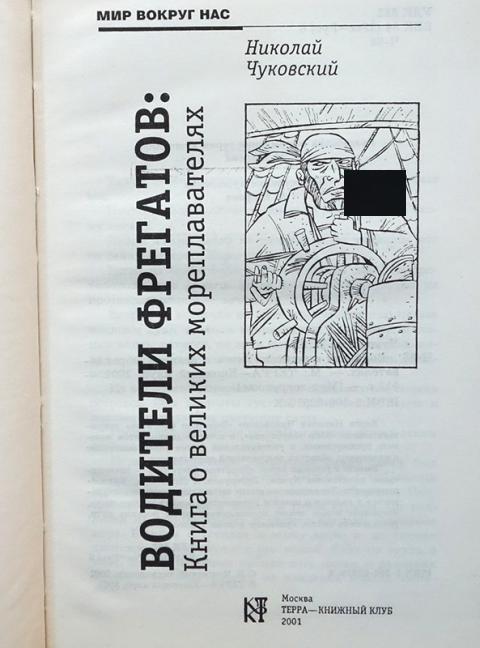 МИР ВОКРУГ НАС
Николай
Чуковский
ВОДИТЕЛИ ФРЕГАТОВ:
Книга о великих мореплавателях
Москва
ТЕРРА—КНИЖНЫЙ КЛУБ
2001